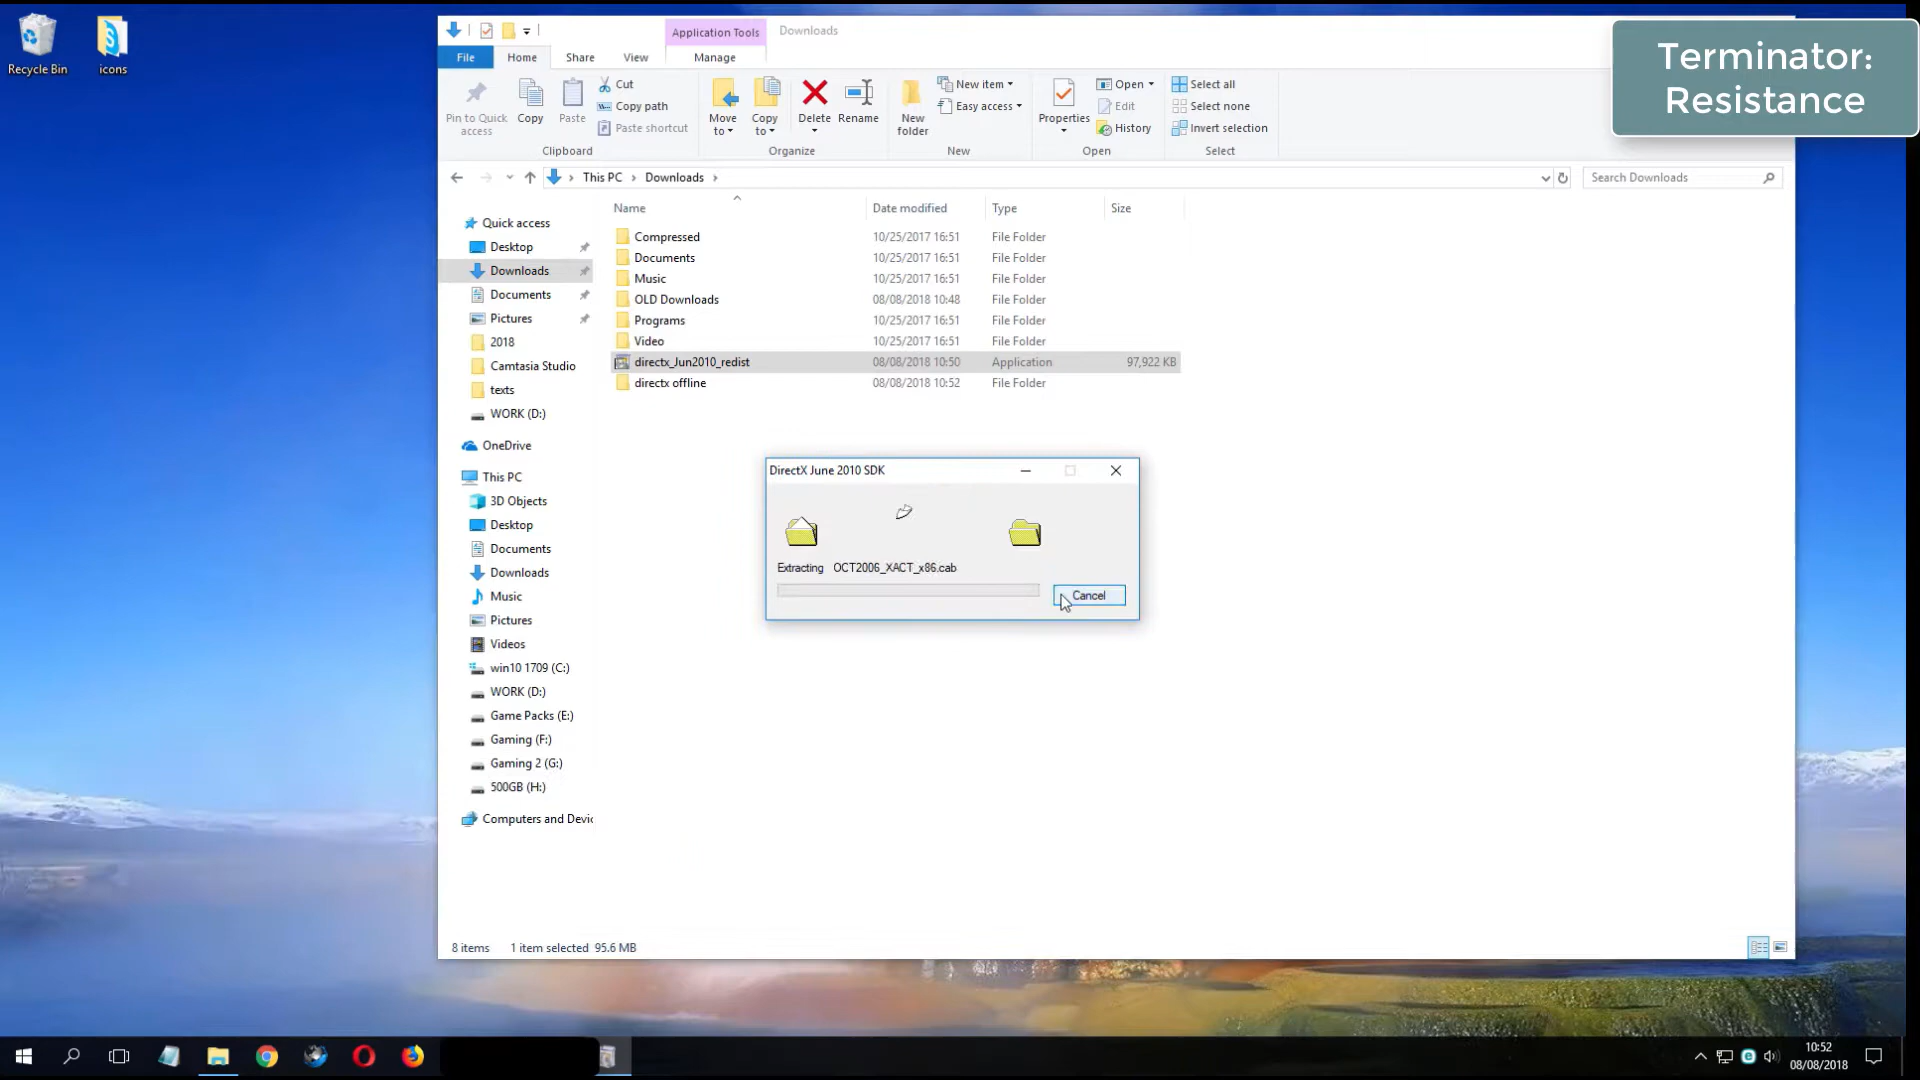 Recycle Bin
icons
Application Tools
Downloads
File
Home
Share
View
Manage
Pin to Quick
access
Copy
Paste
Cut
Copy path
Paste shortcut
Clipboard
Move
to
Copy
to
Delete
Rename
Organize
New
folder
New item
Easy access
New
Properties
Open
Edit
History
Open
Select all
Select none
Invert selection
Select
Terminator:
Resistance
This PC
Downloads
Search Downloads
Name
Date modified
Type
Size
Compressed 10/25/2017 16:51 File Folder
Documents 10/25/2017 16:51 File Folder
Music 10/25/2017 16:51 File Folder
OLD Downloads 08/08/2018 10:48 File Folder
Programs 10/25/2017 16:51 File Folder
Video 10/25/2017 16:51 File Folder
directx_Jun2010_redist 08/08/2018 10:50 Application 97,922 KB
directx offline 08/08/2018 10:52 File Folder
Quick access
Desktop
Downloads
Documents
Pictures
2018
Camtasia Studio
texts
WORK (D:)
OneDrive
This PC
3D Objects
Desktop
Documents
Downloads
Music
Pictures
Videos
win10 1709 (C:)
WORK (D:)
Game Packs (E:)
Gaming (F:)
Gaming 2 (G:)
500GB (H:)
Computers and Devic
DirectX June 2010 SDK
Extracting OCT2006_XACT_x86.cab
Cancel
8 items 1 item selected 95.6 MB
10:52
08/08/2018